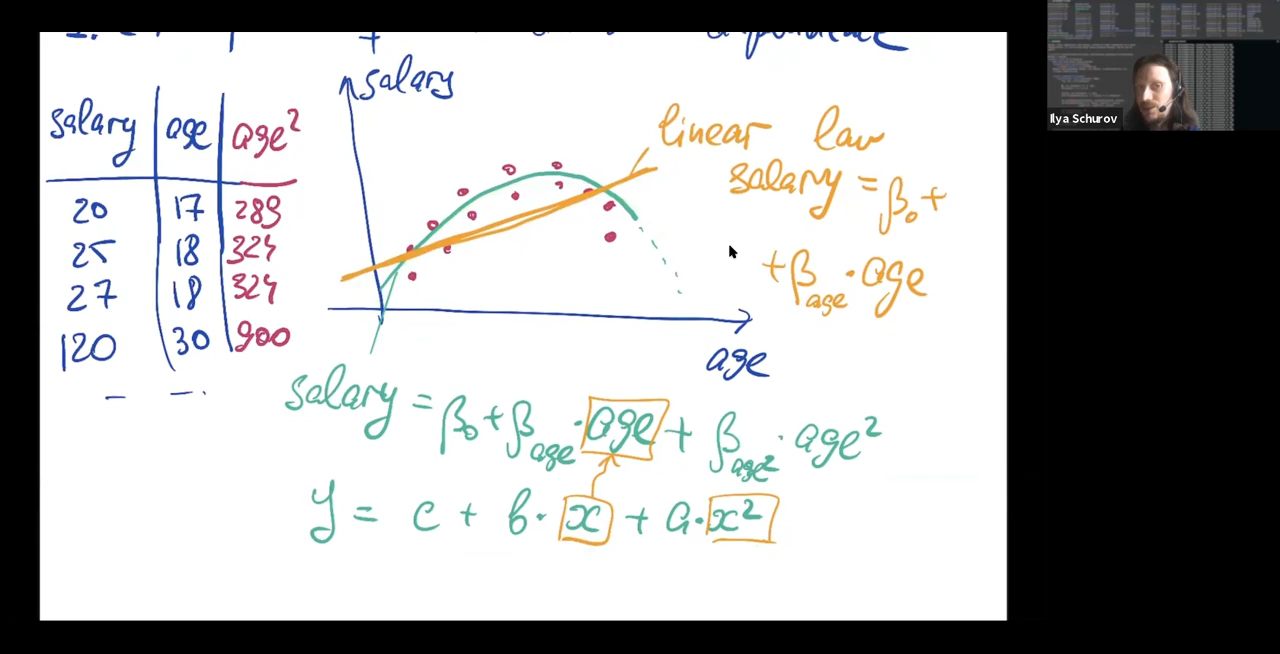 salary
salary age age²
20 17 289
25 18 324
27 18 324
120 30 900
linear law
salary = β₀ +
+ β_age · age
age
salary = β₀ + β_age · age + β_age² · age²
y = c + b · x + a · x²
Ilya Schurov